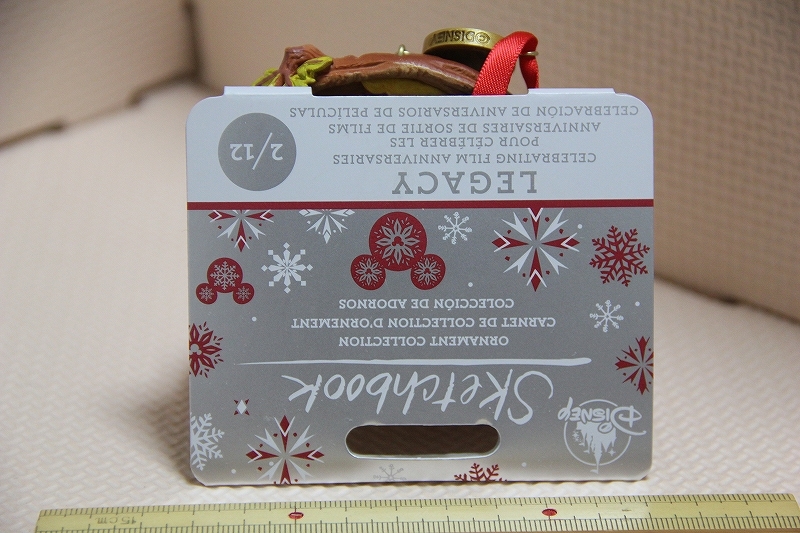 DISNEY
Sketchbook
ORNAMENT COLLECTION
CARNET DE COLLECTION D'ORNEMENT
COLECCIÓN DE ADORNOS
LEGACY
CELEBRATING FILM ANNIVERSARIES
POUR CÉLÉBRER LES
ANNIVERSAIRES DE SORTIE DE FILMS
CELEBRACIÓN DE ANIVERSARIOS DE PELÍCULAS
2/12
©DISNEY
15cm